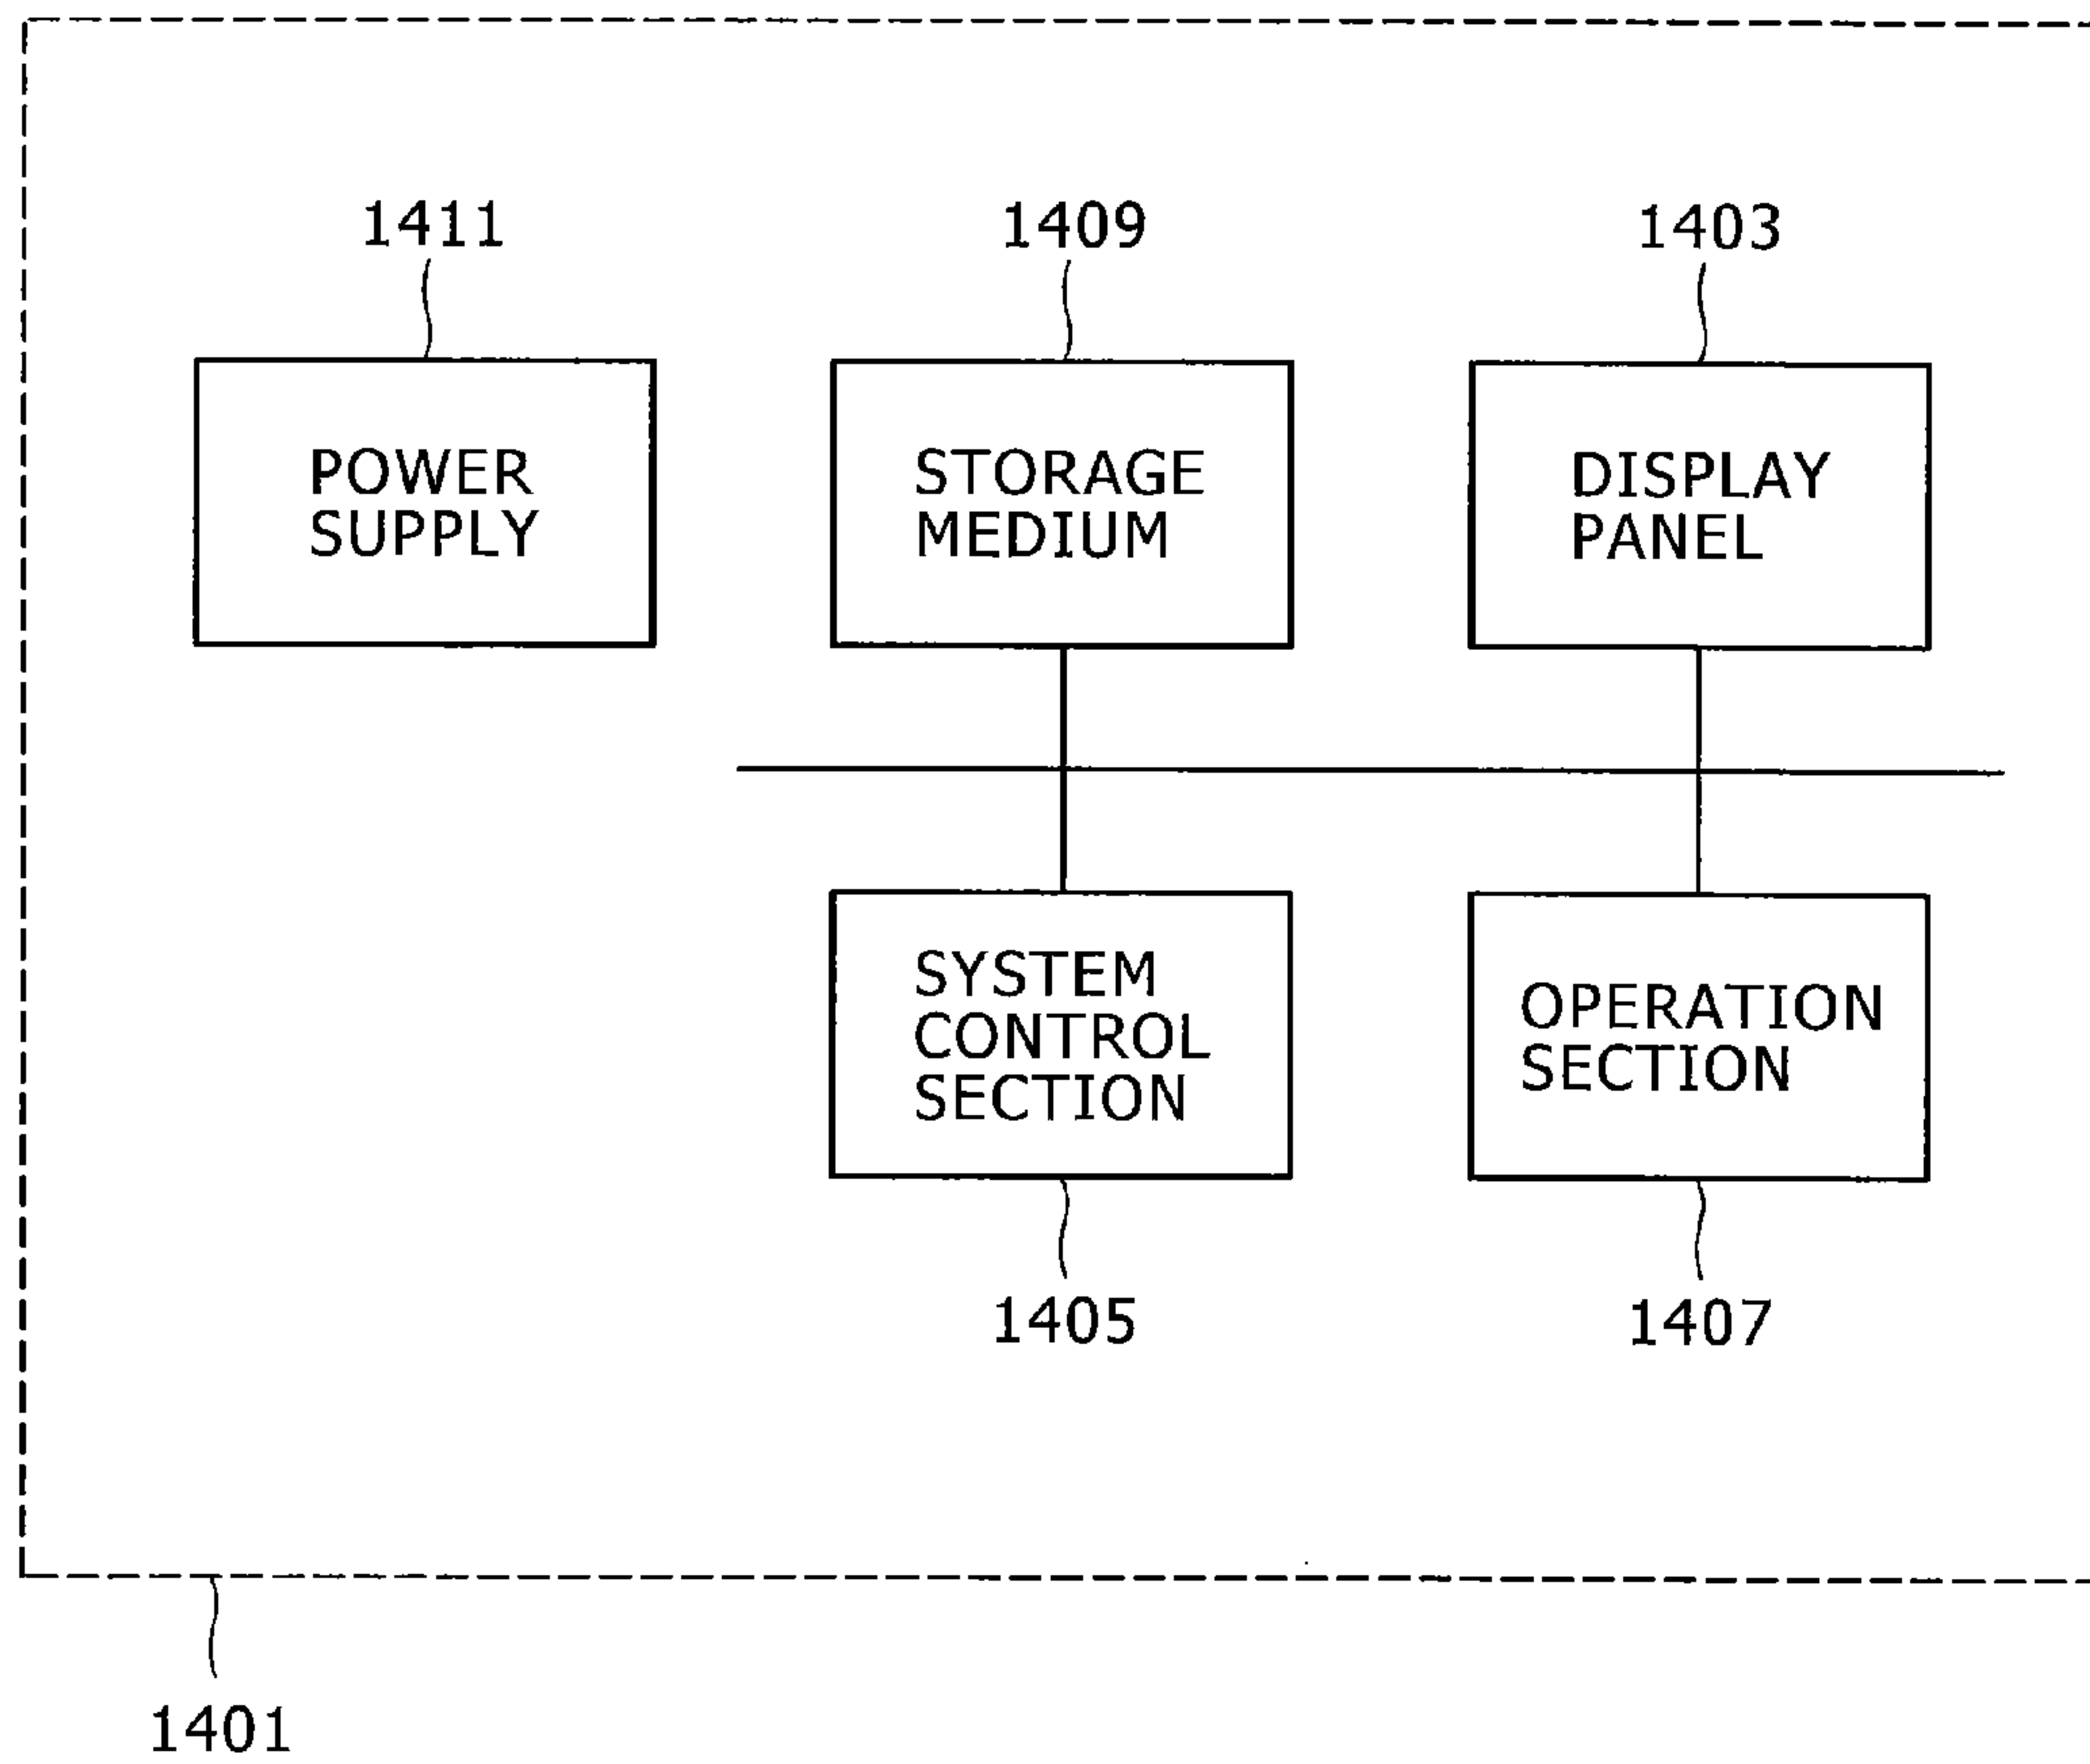 1411
1409
1403
POWER
SUPPLY
STORAGE
MEDIUM
DISPLAY
PANEL
SYSTEM
CONTROL
SECTION
OPERATION
SECTION
1405
1407
1401